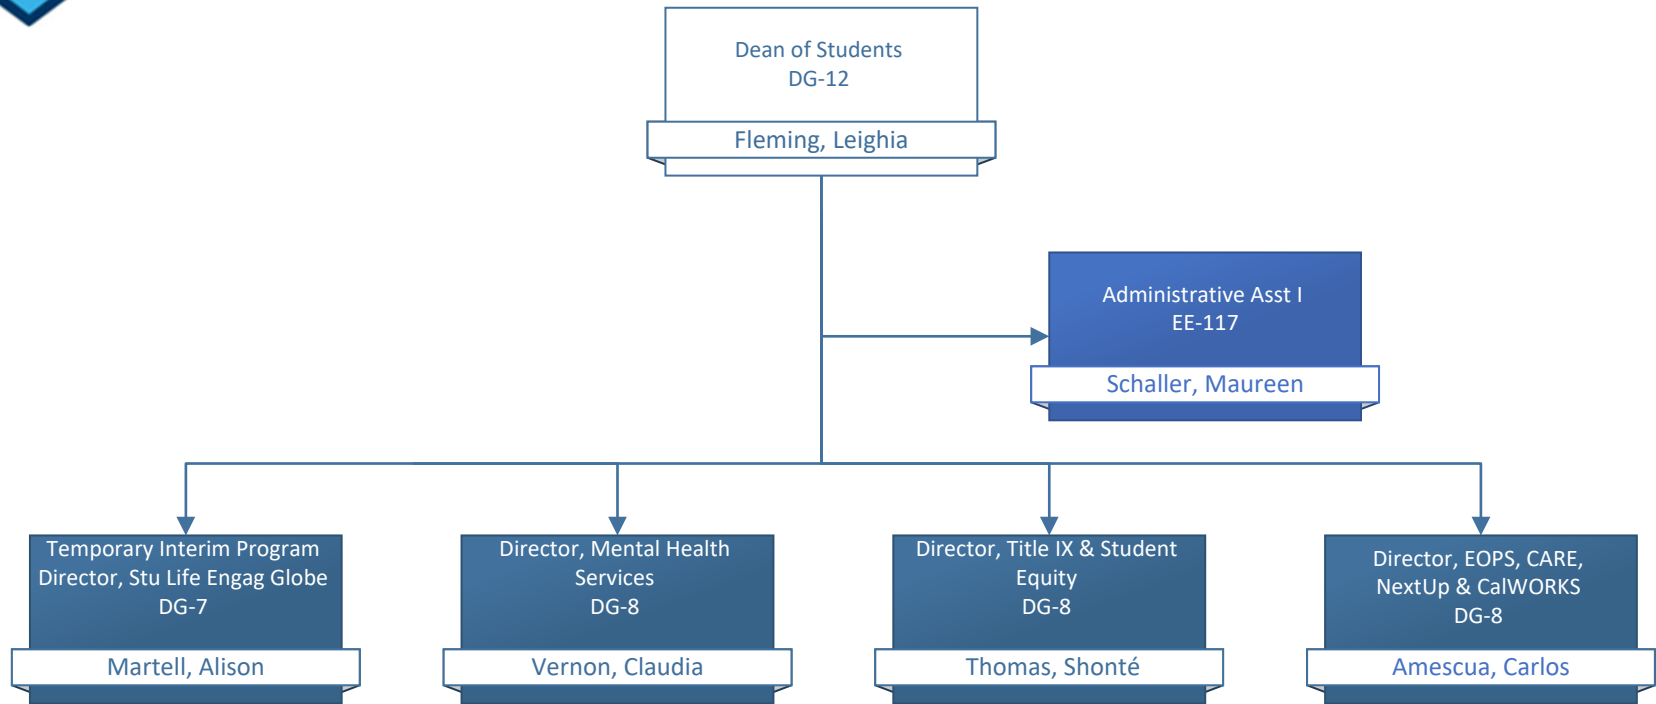 Dean of Students
DG-12
Fleming, Leighia
Administrative Asst I
EE-117
Schaller, Maureen
Temporary Interim Program
Director, Stu Life Engag Globe
DG-7
Martell, Alison
Director, Mental Health
Services
DG-8
Vernon, Claudia
Director, Title IX & Student
Equity
DG-8
Thomas, Shonté
Director, EOPS, CARE,
NextUp & CalWORKS
DG-8
Amescua, Carlos